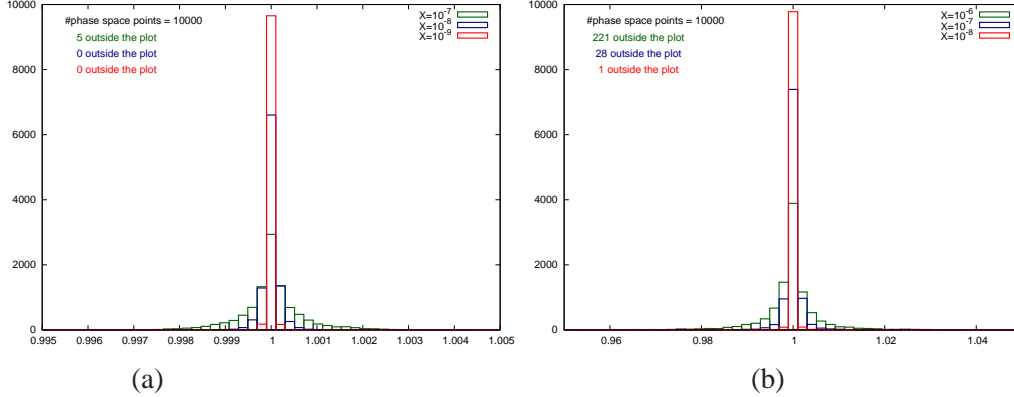 #phase space points = 10000
5 outside the plot
0 outside the plot
0 outside the plot
X=10^-7
X=10^-8
X=10^-9
10000
8000
6000
4000
2000
0
0.995 0.996 0.997 0.998 0.999 1 1.001 1.002 1.003 1.004 1.005
(a)
#phase space points = 10000
221 outside the plot
28 outside the plot
1 outside the plot
X=10^-6
X=10^-7
X=10^-8
10000
8000
6000
4000
2000
0
0.96 0.98 1 1.02 1.04
(b)